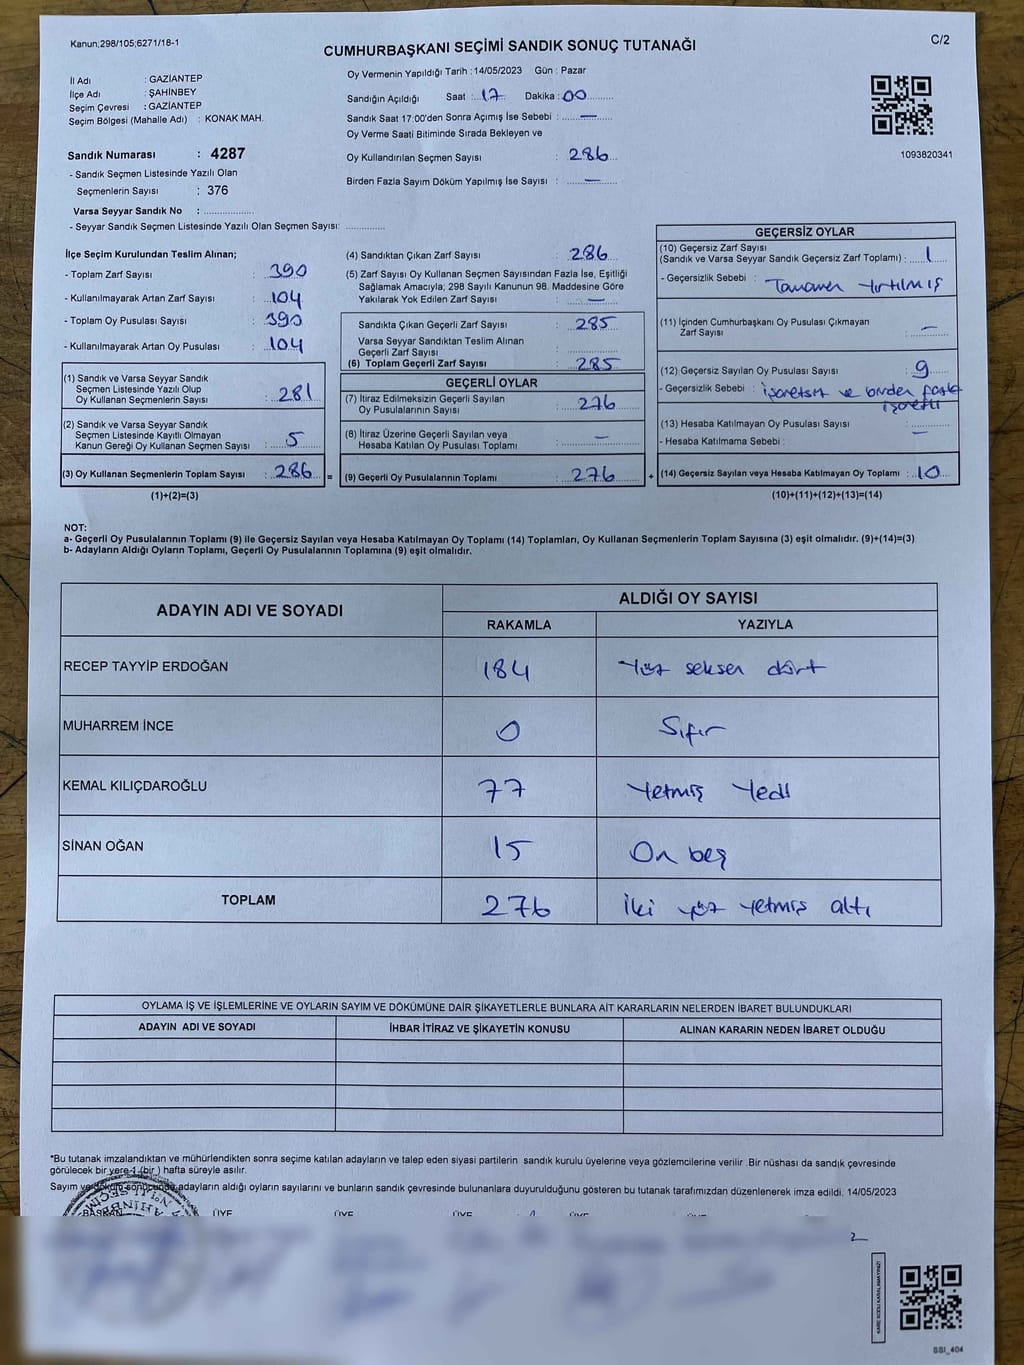 Kanun;298/105;6271/18-1
C/2
CUMHURBAŞKANI SEÇİMİ SANDIK SONUÇ TUTANAĞI
İl Adı : GAZİANTEP
İlçe Adı : ŞAHİNBEY
Seçim Çevresi : GAZİANTEP
Seçim Bölgesi (Mahalle Adı) : KONAK MAH.
Sandık Numarası : 4287
- Sandık Seçmen Listesinde Yazılı Olan
Seçmenlerin Sayısı : 376
Varsa Seyyar Sandık No : ................
- Seyyar Sandık Seçmen Listesinde Yazılı Olan Seçmen Sayısı: .............
Oy Vermenin Yapıldığı Tarih : 14/05/2023 Gün : Pazar
Sandığın Açıldığı Saat : 17 Dakika : 00
Sandık Saat 17:00'den Sonra Açımış İse Sebebi : —
Oy Verme Saati Bitiminde Sırada Bekleyen ve
Oy Kullandırılan Seçmen Sayısı : 286
Birden Fazla Sayım Döküm Yapılmış İse Sayısı : —
1093820341
İlçe Seçim Kurulundan Teslim Alınan;
- Toplam Zarf Sayısı : 390
- Kullanılmayarak Artan Zarf Sayısı : 104
- Toplam Oy Pusulası Sayısı : 390
- Kullanılmayarak Artan Oy Pusulası : 104
(1) Sandık ve Varsa Seyyar Sandık
Seçmen Listesinde Yazılı Olup
Oy Kullanan Seçmenlerin Sayısı : 281
(2) Sandık ve Varsa Seyyar Sandık
Seçmen Listesinde Kayıtlı Olmayan
Kanun Gereği Oy Kullanan Seçmen Sayısı : 5
(3) Oy Kullanan Seçmenlerin Toplam Sayısı : 286 =
(1)+(2)=(3)
(4) Sandıktan Çıkan Zarf Sayısı : 286
(5) Zarf Sayısı Oy Kullanan Seçmen Sayısından Fazla İse, Eşitliği
Sağlamak Amacıyla; 298 Sayılı Kanunun 98. Maddesine Göre
Yakılarak Yok Edilen Zarf Sayısı : —
Sandıkta Çıkan Geçerli Zarf Sayısı : 285
Varsa Seyyar Sandıktan Teslim Alınan
Geçerli Zarf Sayısı : .............
(6) Toplam Geçerli Zarf Sayısı : 285
GEÇERLİ OYLAR
(7) İtiraz Edilmeksizin Geçerli Sayılan
Oy Pusulalarının Sayısı : 276
(8) İtiraz Üzerine Geçerli Sayılan veya
Hesaba Katılan Oy Pusulası Toplamı : —
(9) Geçerli Oy Pusulalarının Toplamı : 276 +
GEÇERSİZ OYLAR
(10) Geçersiz Zarf Sayısı
(Sandık ve Varsa Seyyar Sandık Geçersiz Zarf Toplamı) : 1
- Geçersizlik Sebebi : Tamamen yırtılmış
(11) İçinden Cumhurbaşkanı Oy Pusulası Çıkmayan
Zarf Sayısı : —
(12) Geçersiz Sayılan Oy Pusulası Sayısı : 9
- Geçersizlik Sebebi : işaretsiz ve birden fazla
işaretli
(13) Hesaba Katılmayan Oy Pusulası Sayısı : —
- Hesaba Katılmama Sebebi :
(14) Geçersiz Sayılan veya Hesaba Katılmayan Oy Toplamı : 10
(10)+(11)+(12)+(13)=(14)
NOT:
a- Geçerli Oy Pusulalarının Toplamı (9) ile Geçersiz Sayılan veya Hesaba Katılmayan Oy Toplamı (14) Toplamları, Oy Kullanan Seçmenlerin Toplam Sayısına (3) eşit olmalıdır. (9)+(14)=(3)
b- Adayların Aldığı Oyların Toplamı, Geçerli Oy Pusulalarının Toplamına (9) eşit olmalıdır.
ADAYIN ADI VE SOYADI
ALDIĞI OY SAYISI
RAKAMLA YAZIYLA
RECEP TAYYİP ERDOĞAN 184 Yüz seksen dört
MUHARREM İNCE 0 Sıfır
KEMAL KILIÇDAROĞLU 77 Yetmiş Yedi
SİNAN OĞAN 15 On beş
TOPLAM 276 İki yüz yetmiş altı
OYLAMA İŞ VE İŞLEMLERİNE VE OYLARIN SAYIM VE DÖKÜMÜNE DAİR ŞİKAYETLERLE BUNLARA AİT KARARLARIN NELERDEN İBARET BULUNDUKLARI
ADAYIN ADI VE SOYADI İHBAR İTİRAZ VE ŞİKAYETİN KONUSU ALINAN KARARIN NEDEN İBARET OLDUĞU
*Bu tutanak imzalandıktan ve mühürlendikten sonra seçime katılan adayların ve talep eden siyasi partilerin sandık kurulu üyelerine veya gözlemcilerine verilir .Bir nüshası da sandık çevresinde
görülecek bir yere 1 (bir ) hafta süreyle asılır.
Sayım ve döküm sonucunda adayların aldığı oyların sayılarını ve bunların sandık çevresinde bulunanlara duyurulduğunu gösteren bu tutanak tarafımızdan düzenlenerek imza edildi. 14/05/2023
BAŞKAN ÜYE ÜYE ÜYE ÜYE ÜYE
KARE KODU KARALAMAYINIZ!
SSI_404